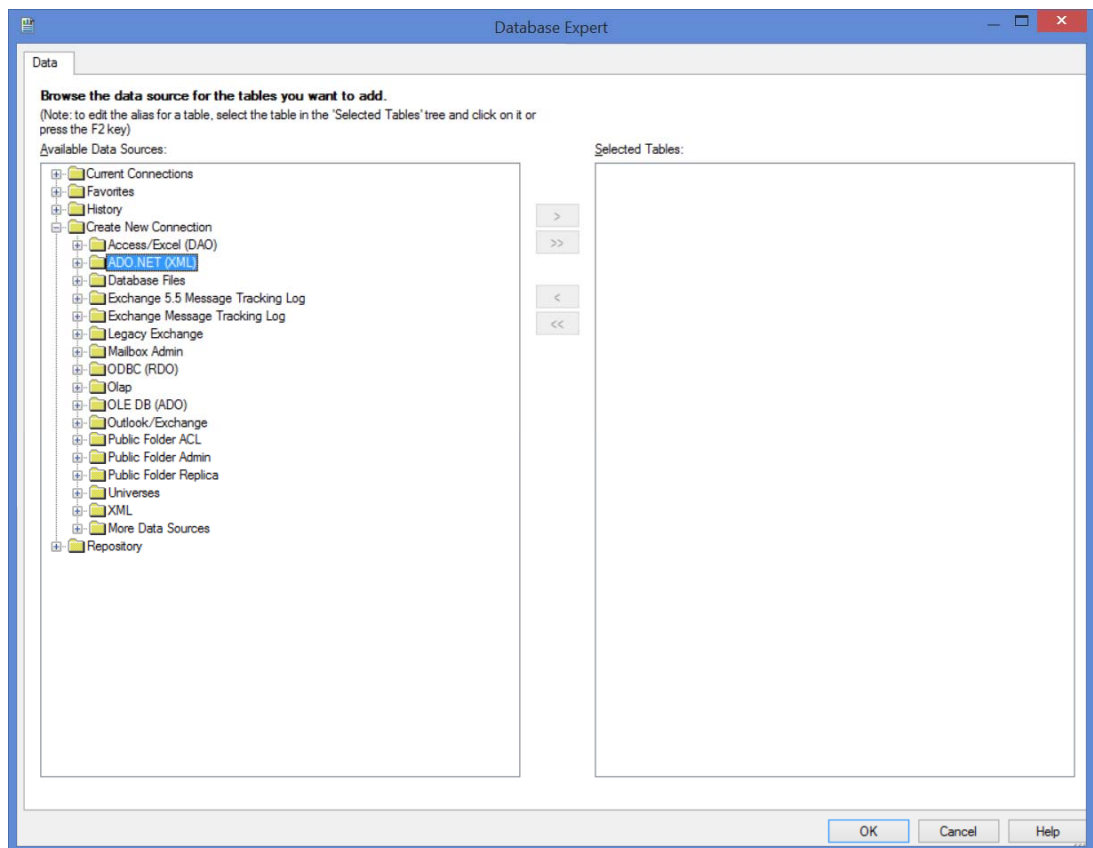 Database Expert
Data
Browse the data source for the tables you want to add.
(Note: to edit the alias for a table, select the table in the 'Selected Tables' tree and click on it or
press the F2 key)
Available Data Sources:
Selected Tables:
Current Connections
Favorites
History
Create New Connection
Access/Excel (DAO)
ADO.NET (XML)
Database Files
Exchange 5.5 Message Tracking Log
Exchange Message Tracking Log
Legacy Exchange
Mailbox Admin
ODBC (RDO)
Olap
OLE DB (ADO)
Outlook/Exchange
Public Folder ACL
Public Folder Admin
Public Folder Replica
Universes
XML
More Data Sources
Repository
>
>>
<
<<
OK
Cancel
Help